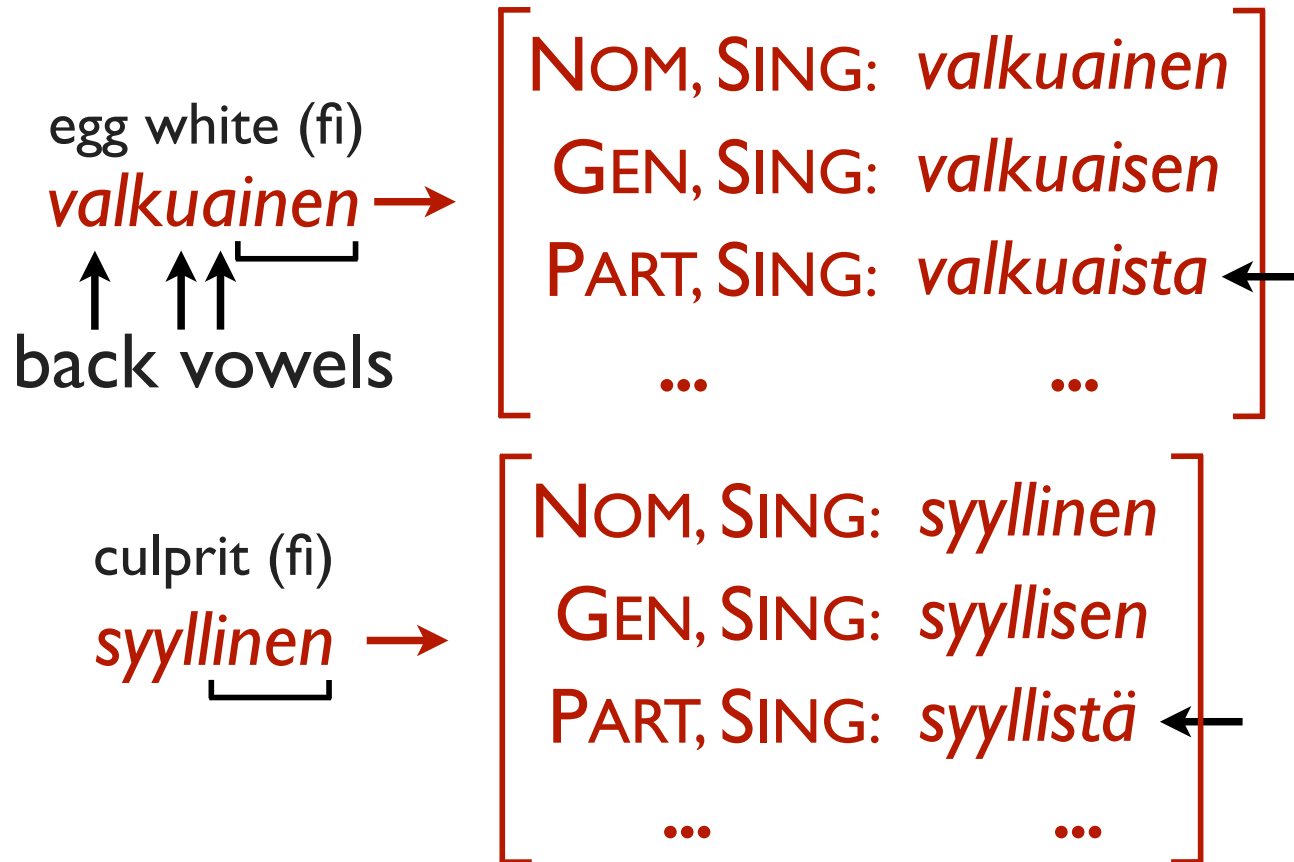 egg white (fi)
valkuainen
back vowels
NOM, SING: valkuainen
GEN, SING: valkuaisen
PART, SING: valkuaista
... ...
culprit (fi)
syyllinen
NOM, SING: syyllinen
GEN, SING: syyllisen
PART, SING: syyllistä
... ...